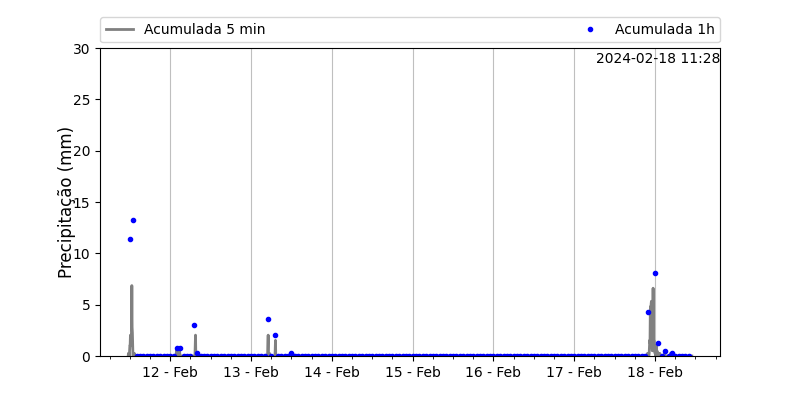 Acumulada 5 min
Acumulada 1h
2024-02-18 11:28
Precipitação (mm)
30
25
20
15
10
5
0
12 - Feb
13 - Feb
14 - Feb
15 - Feb
16 - Feb
17 - Feb
18 - Feb